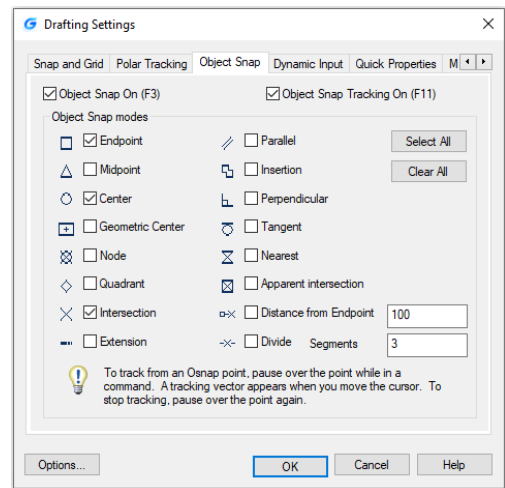 Drafting Settings
Snap and Grid Polar Tracking Object Snap Dynamic Input Quick Properties M
Object Snap On (F3) Object Snap Tracking On (F11)
Object Snap modes
Endpoint Parallel Select All
Midpoint Insertion Clear All
Center Perpendicular
Geometric Center Tangent
Node Nearest
Quadrant Apparent intersection
Intersection Distance from Endpoint 100
Extension Divide Segments 3
To track from an Osnap point, pause over the point while in a
command. A tracking vector appears when you move the cursor. To
stop tracking, pause over the point again.
Options... OK Cancel Help